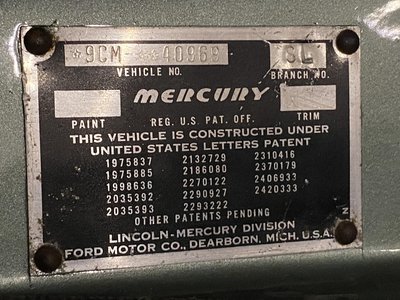 *9CM-**40969 SL
VEHICLE NO. BRANCH NO.
MERCURY
PAINT REG. U.S. PAT. OFF. TRIM
THIS VEHICLE IS CONSTRUCTED UNDER
UNITED STATES LETTERS PATENT
1975837 2132729 2310416
1975885 2186080 2370179
1998636 2270122 2406933
2035392 2290927 2420333
2035393 2293222
OTHER PATENTS PENDING
N
LINCOLN-MERCURY DIVISION
FORD MOTOR CO., DEARBORN, MICH. U.S.A.